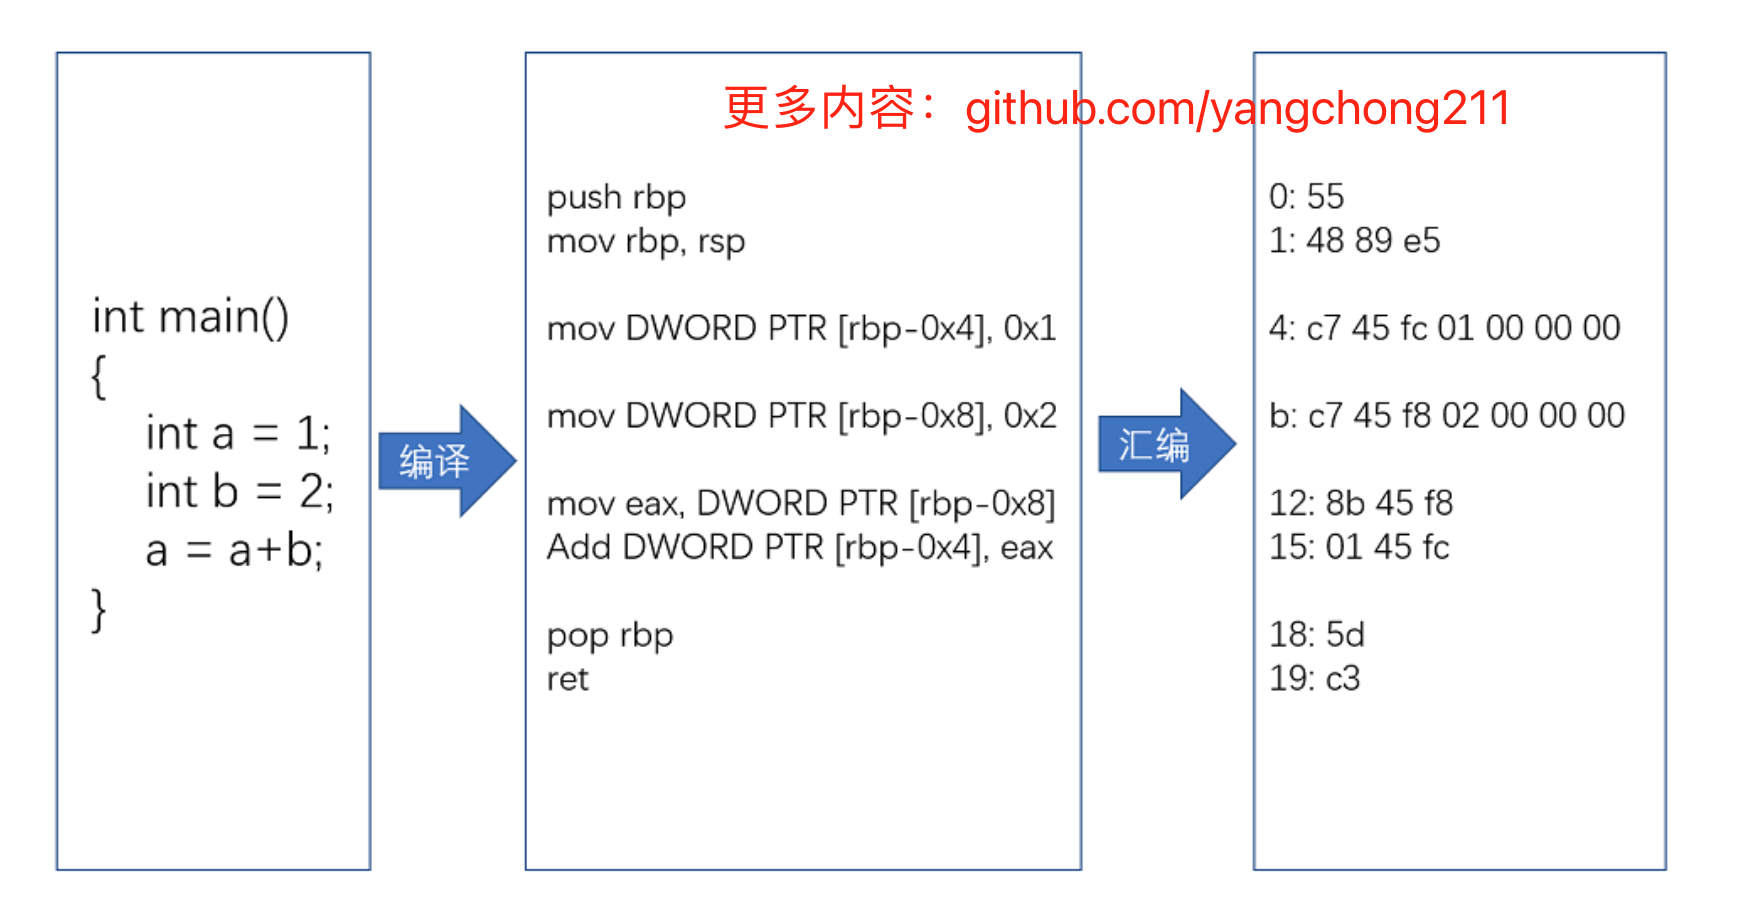 更多内容：github.com/yangchong211
int main()
{
int a = 1;
int b = 2;
a = a+b;
}
编译
push rbp
mov rbp, rsp
mov DWORD PTR [rbp-0x4], 0x1
mov DWORD PTR [rbp-0x8], 0x2
mov eax, DWORD PTR [rbp-0x8]
Add DWORD PTR [rbp-0x4], eax
pop rbp
ret
汇编
0: 55
1: 48 89 e5
4: c7 45 fc 01 00 00 00
b: c7 45 f8 02 00 00 00
12: 8b 45 f8
15: 01 45 fc
18: 5d
19: c3